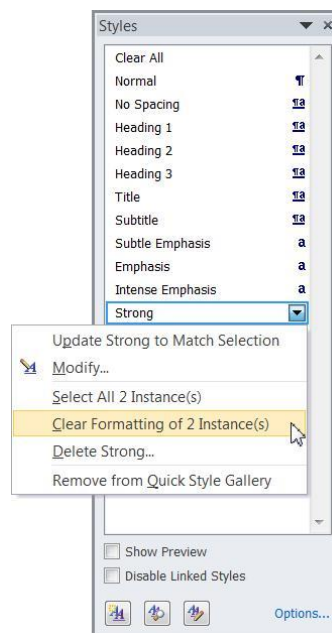 Styles
Clear All
Normal ¶
No Spacing ¶a
Heading 1 ¶a
Heading 2 ¶a
Heading 3 ¶a
Title ¶a
Subtitle ¶a
Subtle Emphasis a
Emphasis a
Intense Emphasis a
Strong
Update Strong to Match Selection
Modify...
Select All 2 Instance(s)
Clear Formatting of 2 Instance(s)
Delete Strong...
Remove from Quick Style Gallery
Show Preview
Disable Linked Styles
Options...